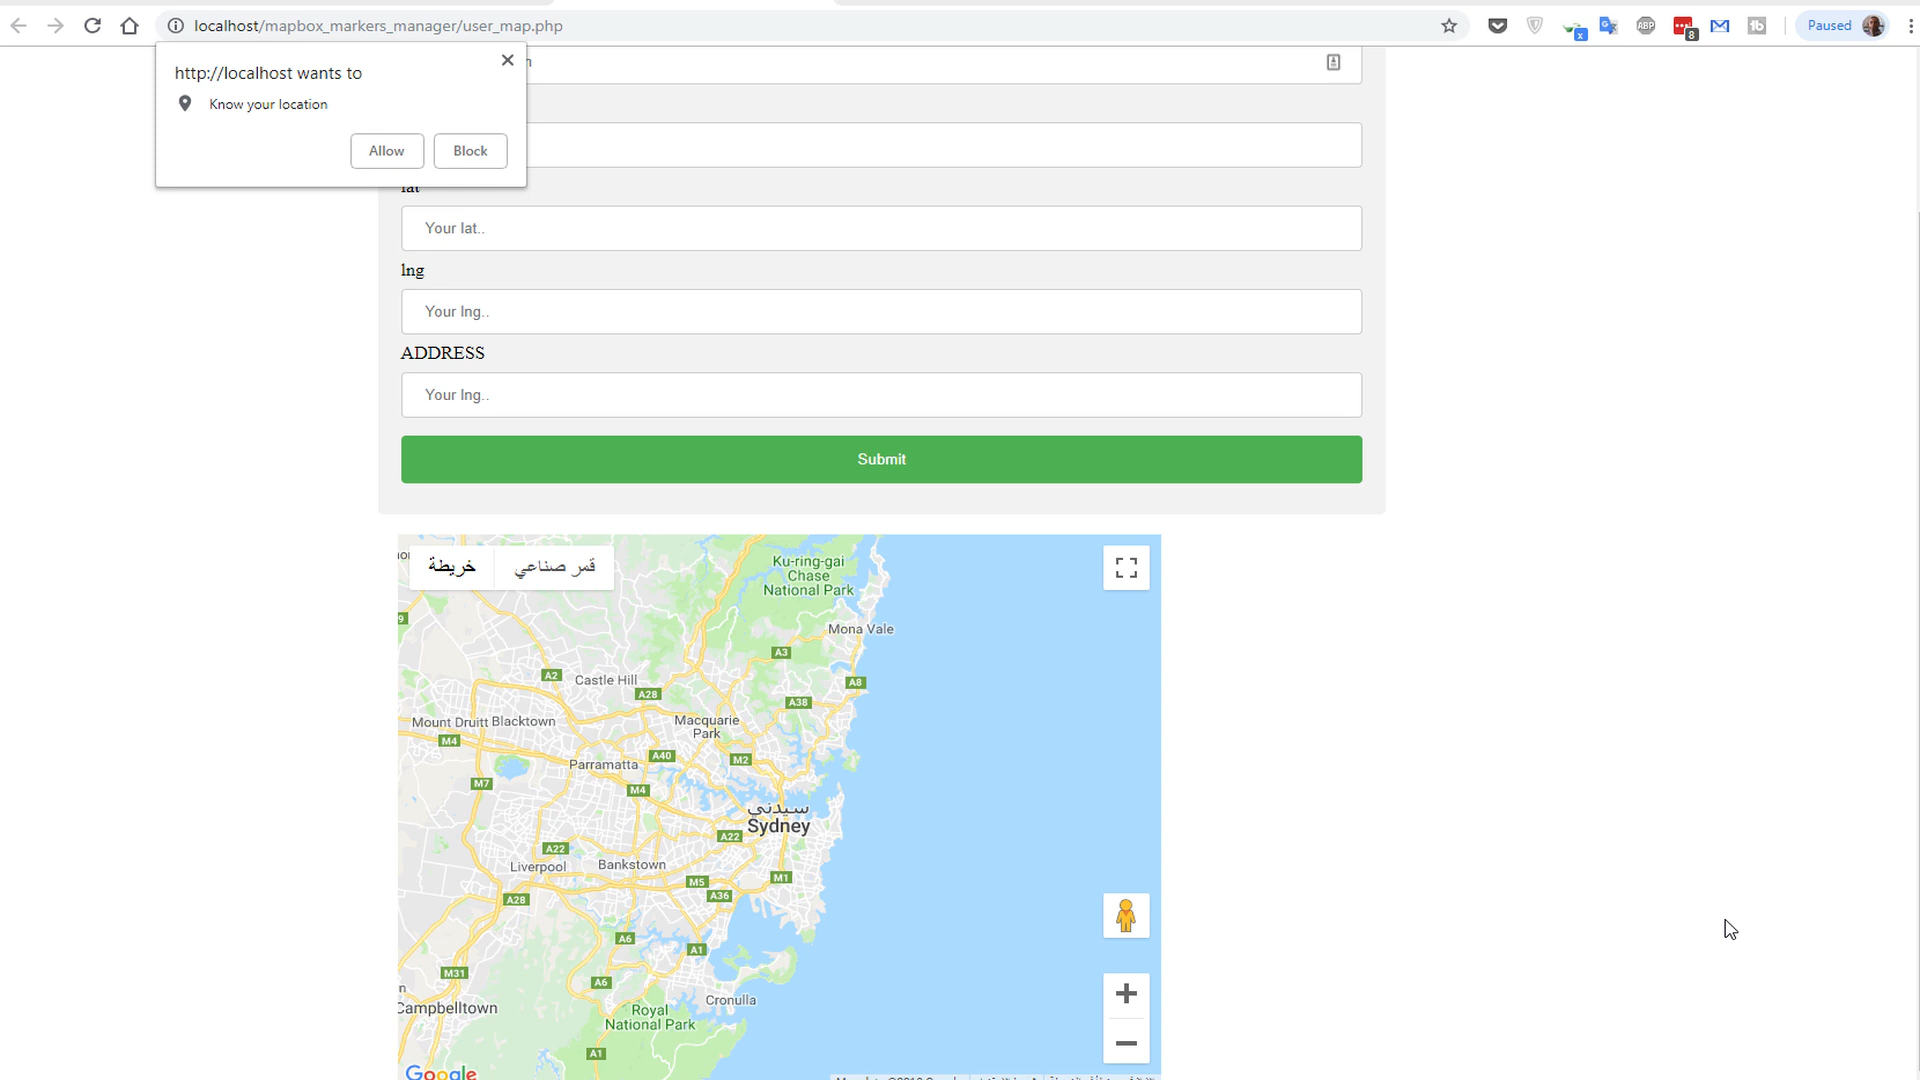 localhost/mapbox_markers_manager/user_map.php
ABP
8
Paused
http://localhost wants to
Know your location
Allow
Block
lat
Your lat..
lng
Your lng..
ADDRESS
Your lng..
Submit
خريطة
قمر صناعي
Ku-ring-gai
Chase
National Park
Mona Vale
A3
A2
Castle Hill
A28
A8
A38
Mount Druitt
Blacktown
Macquarie
Park
M4
A40
M2
Parramatta
M7
M4
سيدني
Sydney
A22
A22
Liverpool
Bankstown
M5
M1
A28
A36
A6
A1
M31
A6
Cronulla
Campbelltown
Royal
National Park
A1
Google